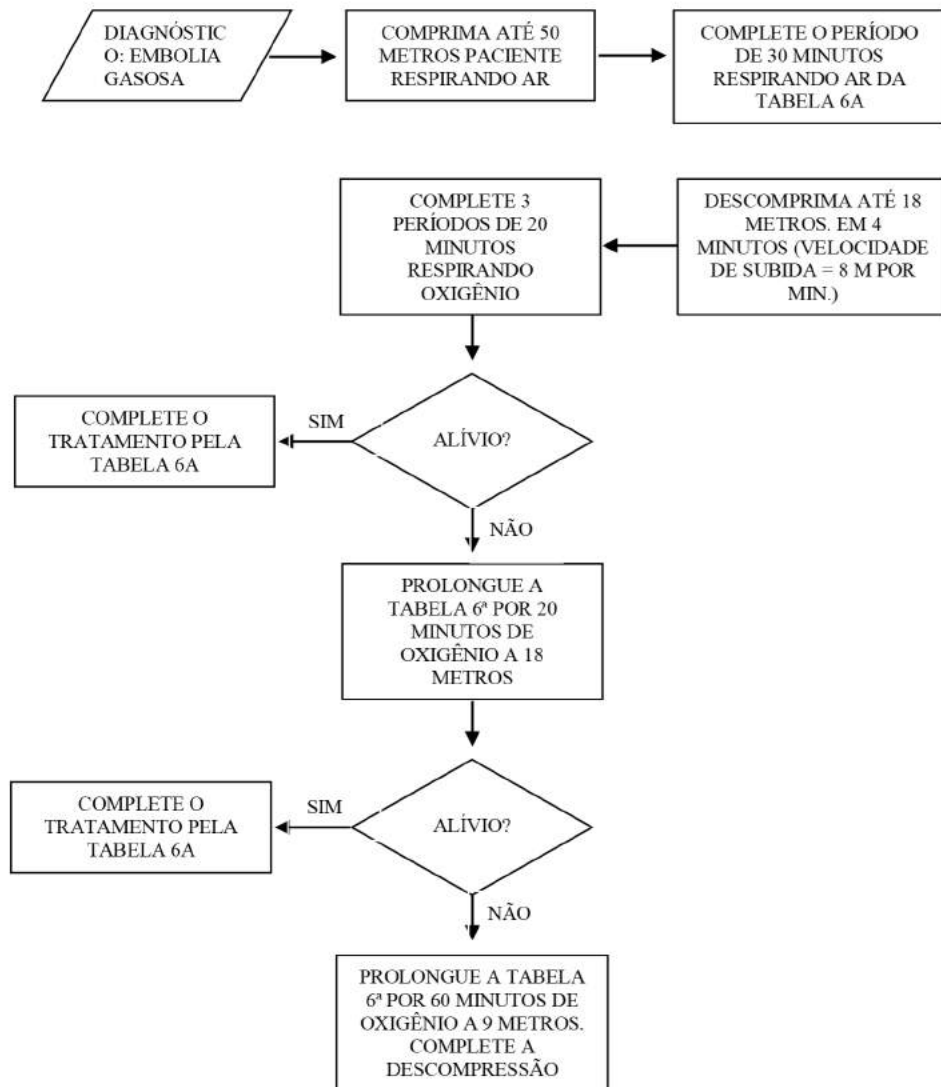 DIAGNÓSTIC
O: EMBOLIA
GASOSA
COMPRIMA ATÉ 50
METROS PACIENTE
RESPIRANDO AR
COMPLETE O PERÍODO
DE 30 MINUTOS
RESPIRANDO AR DA
TABELA 6A
DESCOMPRIMA ATÉ 18
METROS. EM 4
MINUTOS (VELOCIDADE
DE SUBIDA = 8 M POR
MIN.)
COMPLETE 3
PERÍODOS DE 20
MINUTOS
RESPIRANDO
OXIGÊNIO
ALÍVIO?
SIM
COMPLETE O
TRATAMENTO PELA
TABELA 6A
NÃO
PROLONGUE A
TABELA 6ª POR 20
MINUTOS DE
OXIGÊNIO A 18
METROS
ALÍVIO?
SIM
COMPLETE O
TRATAMENTO PELA
TABELA 6A
NÃO
PROLONGUE A TABELA
6ª POR 60 MINUTOS DE
OXIGÊNIO A 9 METROS.
COMPLETE A
DESCOMPRESSÃO